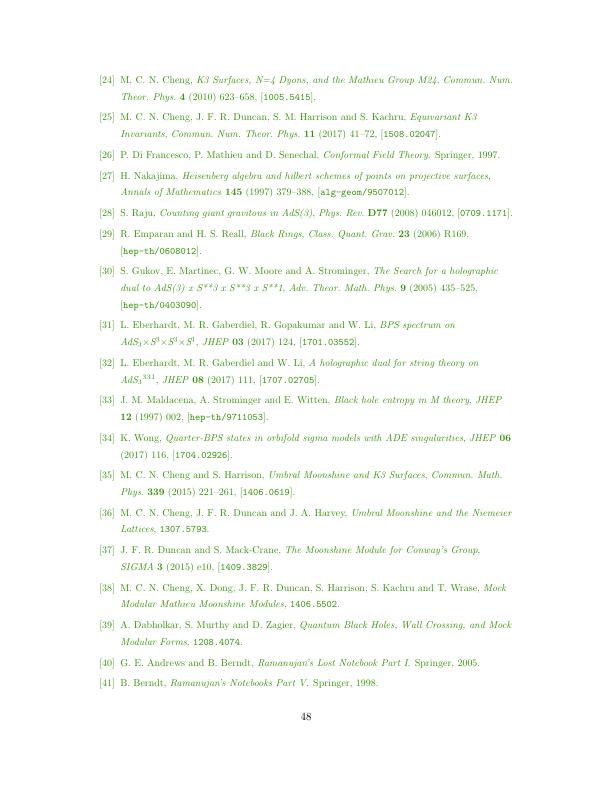 [24] M. C. N. Cheng, K3 Surfaces, N=4 Dyons, and the Mathieu Group M24, Commun. Num.
Theor. Phys. 4 (2010) 623–658, [1005.5415].
[25] M. C. N. Cheng, J. F. R. Duncan, S. M. Harrison and S. Kachru, Equivariant K3
Invariants, Commun. Num. Theor. Phys. 11 (2017) 41–72, [1508.02047].
[26] P. Di Francesco, P. Mathieu and D. Senechal, Conformal Field Theory. Springer, 1997.
[27] H. Nakajima, Heisenberg algebra and hilbert schemes of points on projective surfaces,
Annals of Mathematics 145 (1997) 379–388, [alg-geom/9507012].
[28] S. Raju, Counting giant gravitons in AdS(3), Phys. Rev. D77 (2008) 046012, [0709.1171].
[29] R. Emparan and H. S. Reall, Black Rings, Class. Quant. Grav. 23 (2006) R169,
[hep-th/0608012].
[30] S. Gukov, E. Martinec, G. W. Moore and A. Strominger, The Search for a holographic
dual to AdS(3) x S**3 x S**3 x S**1, Adv. Theor. Math. Phys. 9 (2005) 435–525,
[hep-th/0403090].
[31] L. Eberhardt, M. R. Gaberdiel, R. Gopakumar and W. Li, BPS spectrum on
AdS₃×S³×S³×S¹, JHEP 03 (2017) 124, [1701.03552].
[32] L. Eberhardt, M. R. Gaberdiel and W. Li, A holographic dual for string theory on
AdS₃³³¹, JHEP 08 (2017) 111, [1707.02705].
[33] J. M. Maldacena, A. Strominger and E. Witten, Black hole entropy in M theory, JHEP
12 (1997) 002, [hep-th/9711053].
[34] K. Wong, Quarter-BPS states in orbifold sigma models with ADE singularities, JHEP 06
(2017) 116, [1704.02926].
[35] M. C. N. Cheng and S. Harrison, Umbral Moonshine and K3 Surfaces, Commun. Math.
Phys. 339 (2015) 221–261, [1406.0619].
[36] M. C. N. Cheng, J. F. R. Duncan and J. A. Harvey, Umbral Moonshine and the Niemeier
Lattices, 1307.5793.
[37] J. F. R. Duncan and S. Mack-Crane, The Moonshine Module for Conway's Group,
SIGMA 3 (2015) e10, [1409.3829].
[38] M. C. N. Cheng, X. Dong, J. F. R. Duncan, S. Harrison, S. Kachru and T. Wrase, Mock
Modular Mathieu Moonshine Modules, 1406.5502.
[39] A. Dabholkar, S. Murthy and D. Zagier, Quantum Black Holes, Wall Crossing, and Mock
Modular Forms, 1208.4074.
[40] G. E. Andrews and B. Berndt, Ramanujan's Lost Notebook Part I. Springer, 2005.
[41] B. Berndt, Ramanujan's Notebooks Part V. Springer, 1998.
48